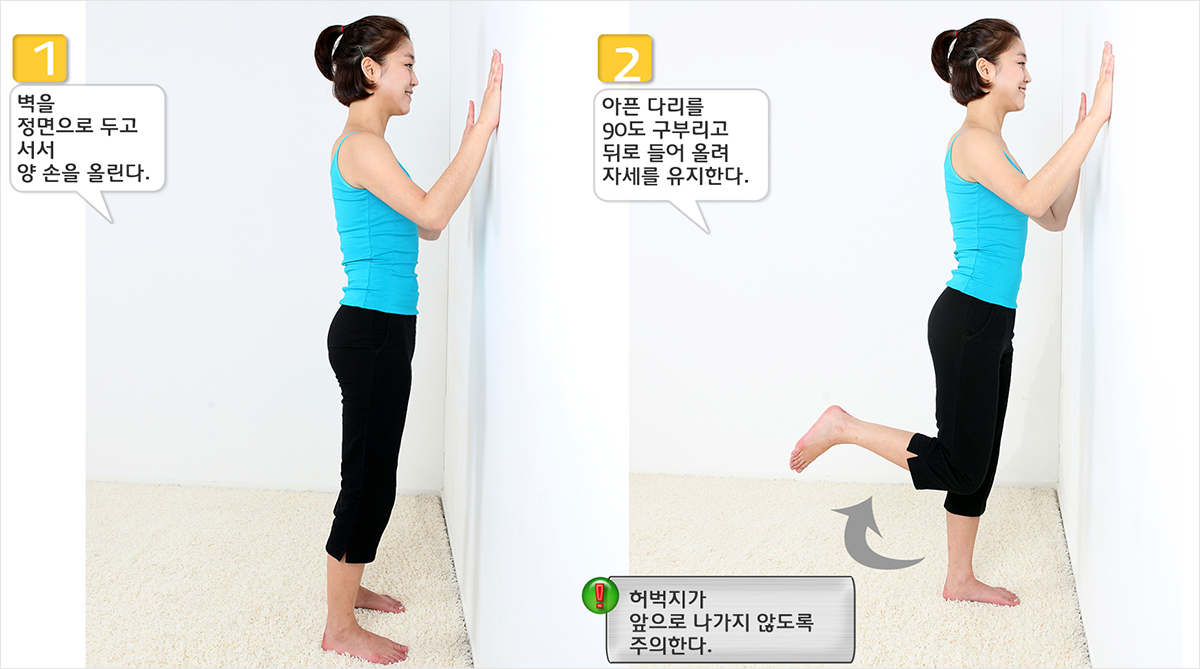 1
벽을
정면으로 두고
서서
양 손을 올린다.
2
아픈 다리를
90도 구부리고
뒤로 들어 올려
자세를 유지한다.
허벅지가
앞으로 나가지 않도록
주의한다.